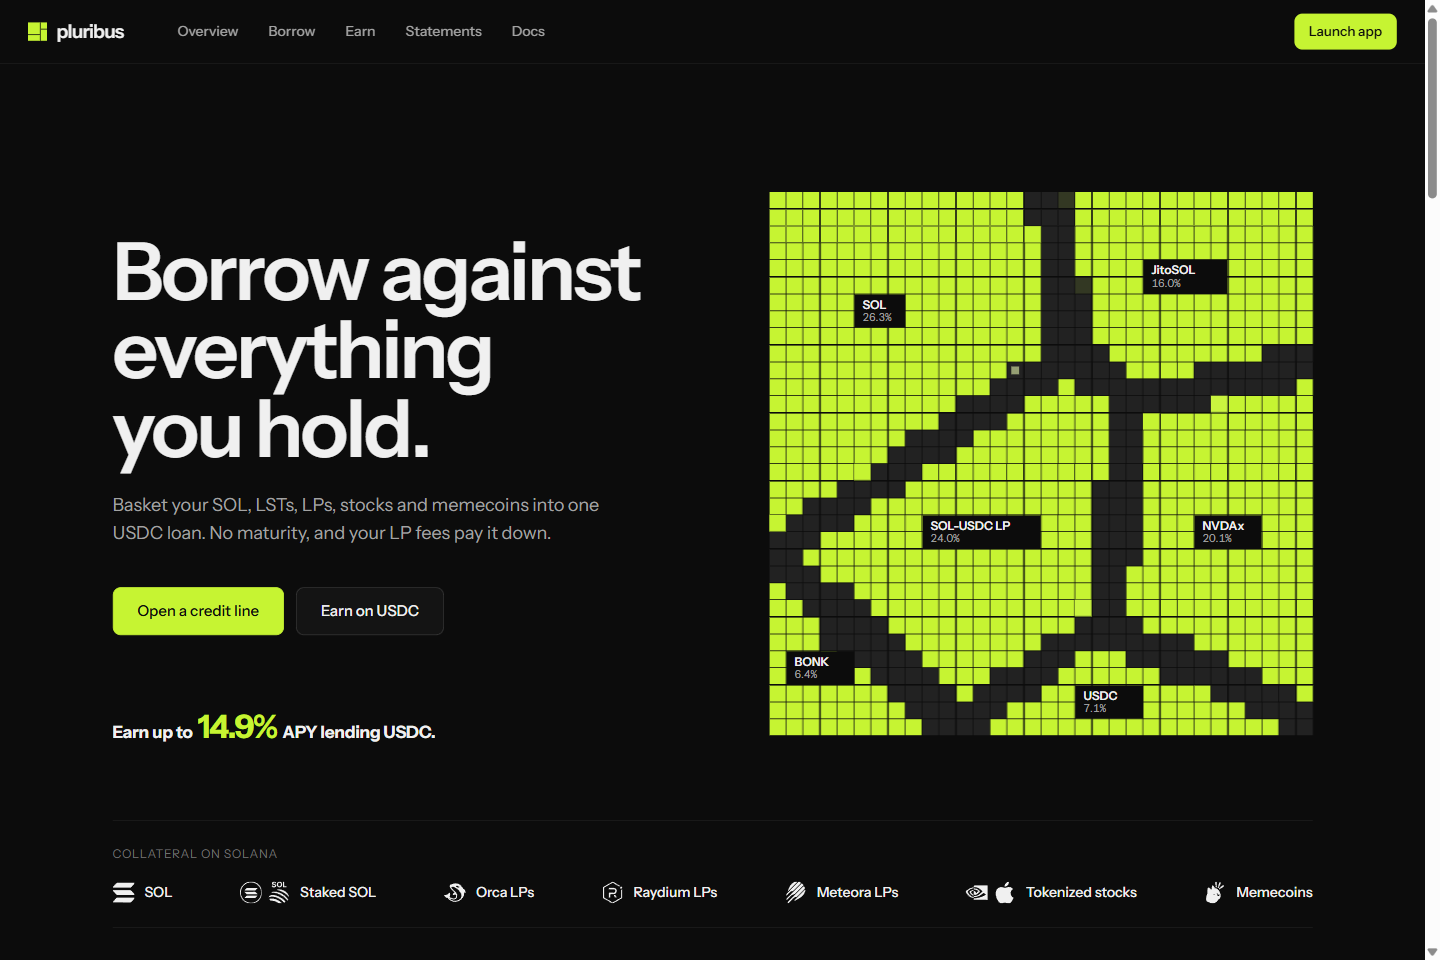 pluribus
Overview
Borrow
Earn
Statements
Docs
Launch app
Borrow against
everything
you hold.
Basket your SOL, LSTs, LPs, stocks and memecoins into one
USDC loan. No maturity, and your LP fees pay it down.
Open a credit line
Earn on USDC
Earn up to 14.9% APY lending USDC.
SOL
26.3%
JitoSOL
16.0%
SOL-USDC LP
24.0%
NVDAx
20.1%
BONK
6.4%
USDC
7.1%
COLLATERAL ON SOLANA
SOL
SOL
Staked SOL
Orca LPs
Raydium LPs
Meteora LPs
Tokenized stocks
Memecoins